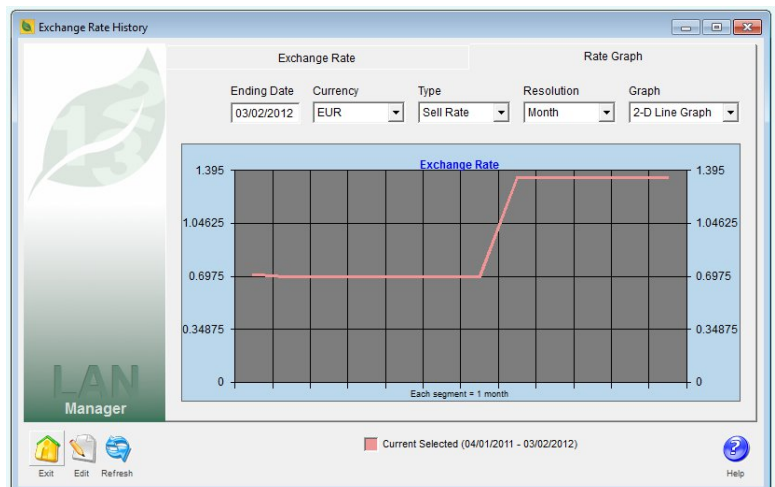 Exchange Rate History
Exchange Rate
Rate Graph
Ending Date Currency Type Resolution Graph
03/02/2012 EUR Sell Rate Month 2-D Line Graph
Exchange Rate
1.395 1.395
1.04625 1.04625
0.6975 0.6975
0.34875 0.34875
0 0
Each segment = 1 month
123
LAN
Manager
Current Selected (04/01/2011 - 03/02/2012)
Exit Edit Refresh Help